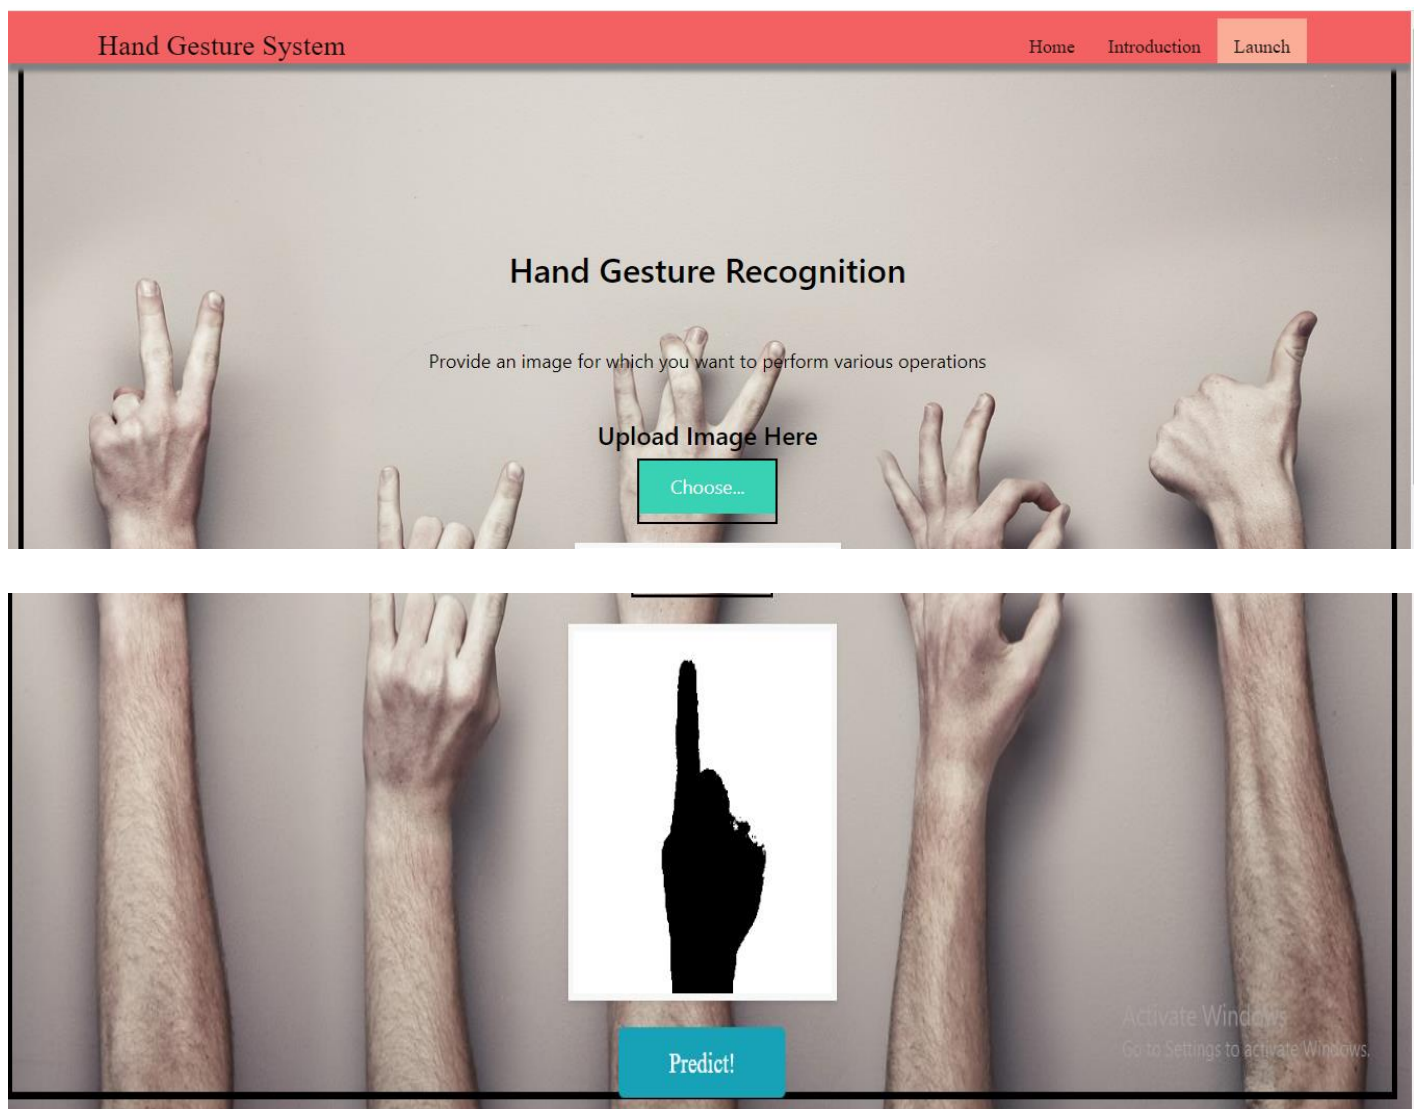 Hand Gesture System
Home Introduction Launch
Hand Gesture Recognition
Provide an image for which you want to perform various operations
Upload Image Here
Choose...
Activate Windows
Go to Settings to activate Windows.
Predict!